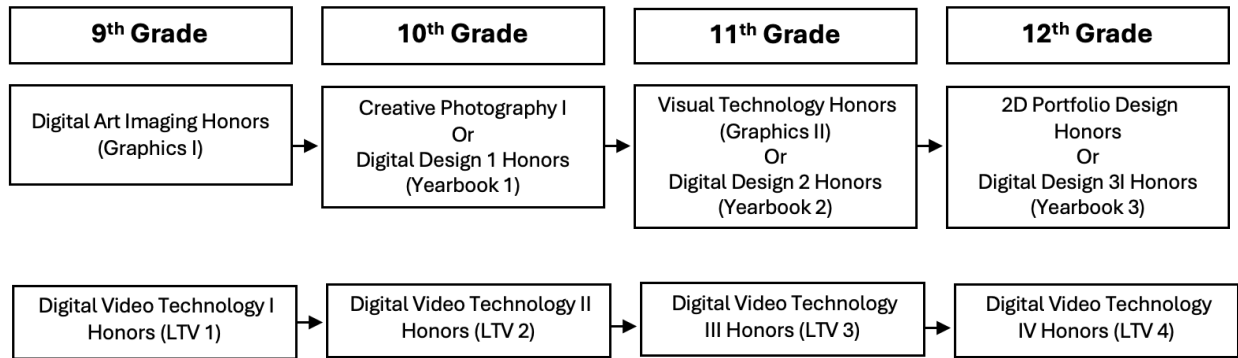 9th Grade
10th Grade
11th Grade
12th Grade
Digital Art Imaging Honors
(Graphics I)
Creative Photography I
Or
Digital Design 1 Honors
(Yearbook 1)
Visual Technology Honors
(Graphics II)
Or
Digital Design 2 Honors
(Yearbook 2)
2D Portfolio Design
Honors
Or
Digital Design 3I Honors
(Yearbook 3)
Digital Video Technology I
Honors (LTV 1)
Digital Video Technology II
Honors (LTV 2)
Digital Video Technology
III Honors (LTV 3)
Digital Video Technology
IV Honors (LTV 4)